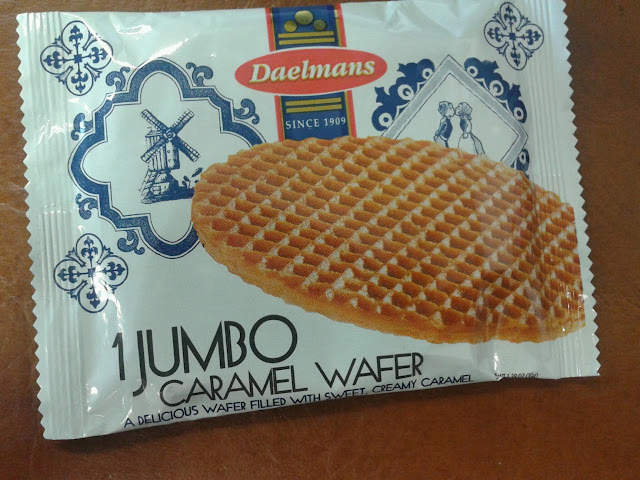 Daelmans
SINCE 1909
1 JUMBO
CARAMEL WAFER
A DELICIOUS WAFER FILLED WITH SWEET, CREAMY CARAMEL